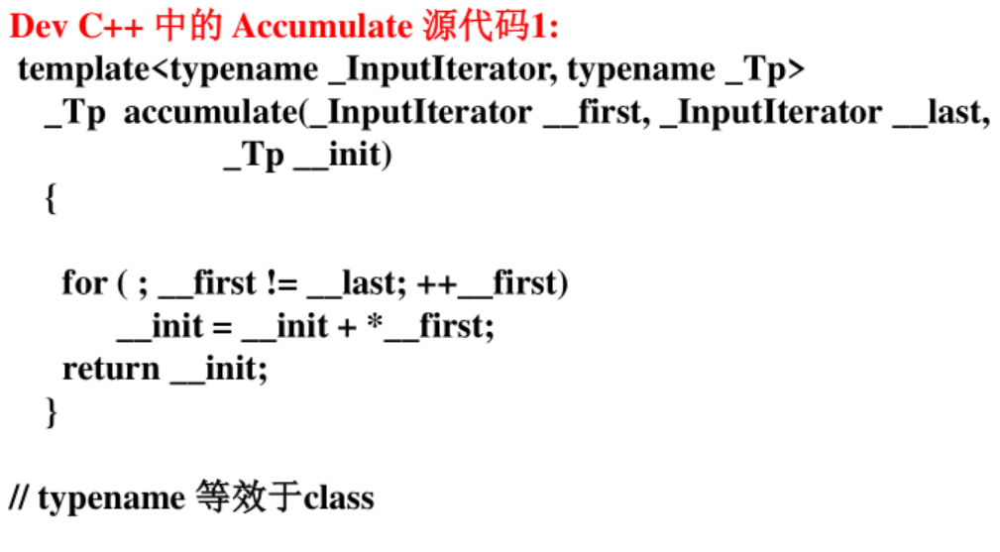 Dev C++ 中的 Accumulate 源代码1:
template<typename _InputIterator, typename _Tp>
_Tp accumulate(_InputIterator __first, _InputIterator __last,
_Tp __init)
{
for ( ; __first != __last; ++__first)
__init = __init + *__first;
return __init;
}
// typename 等效于class